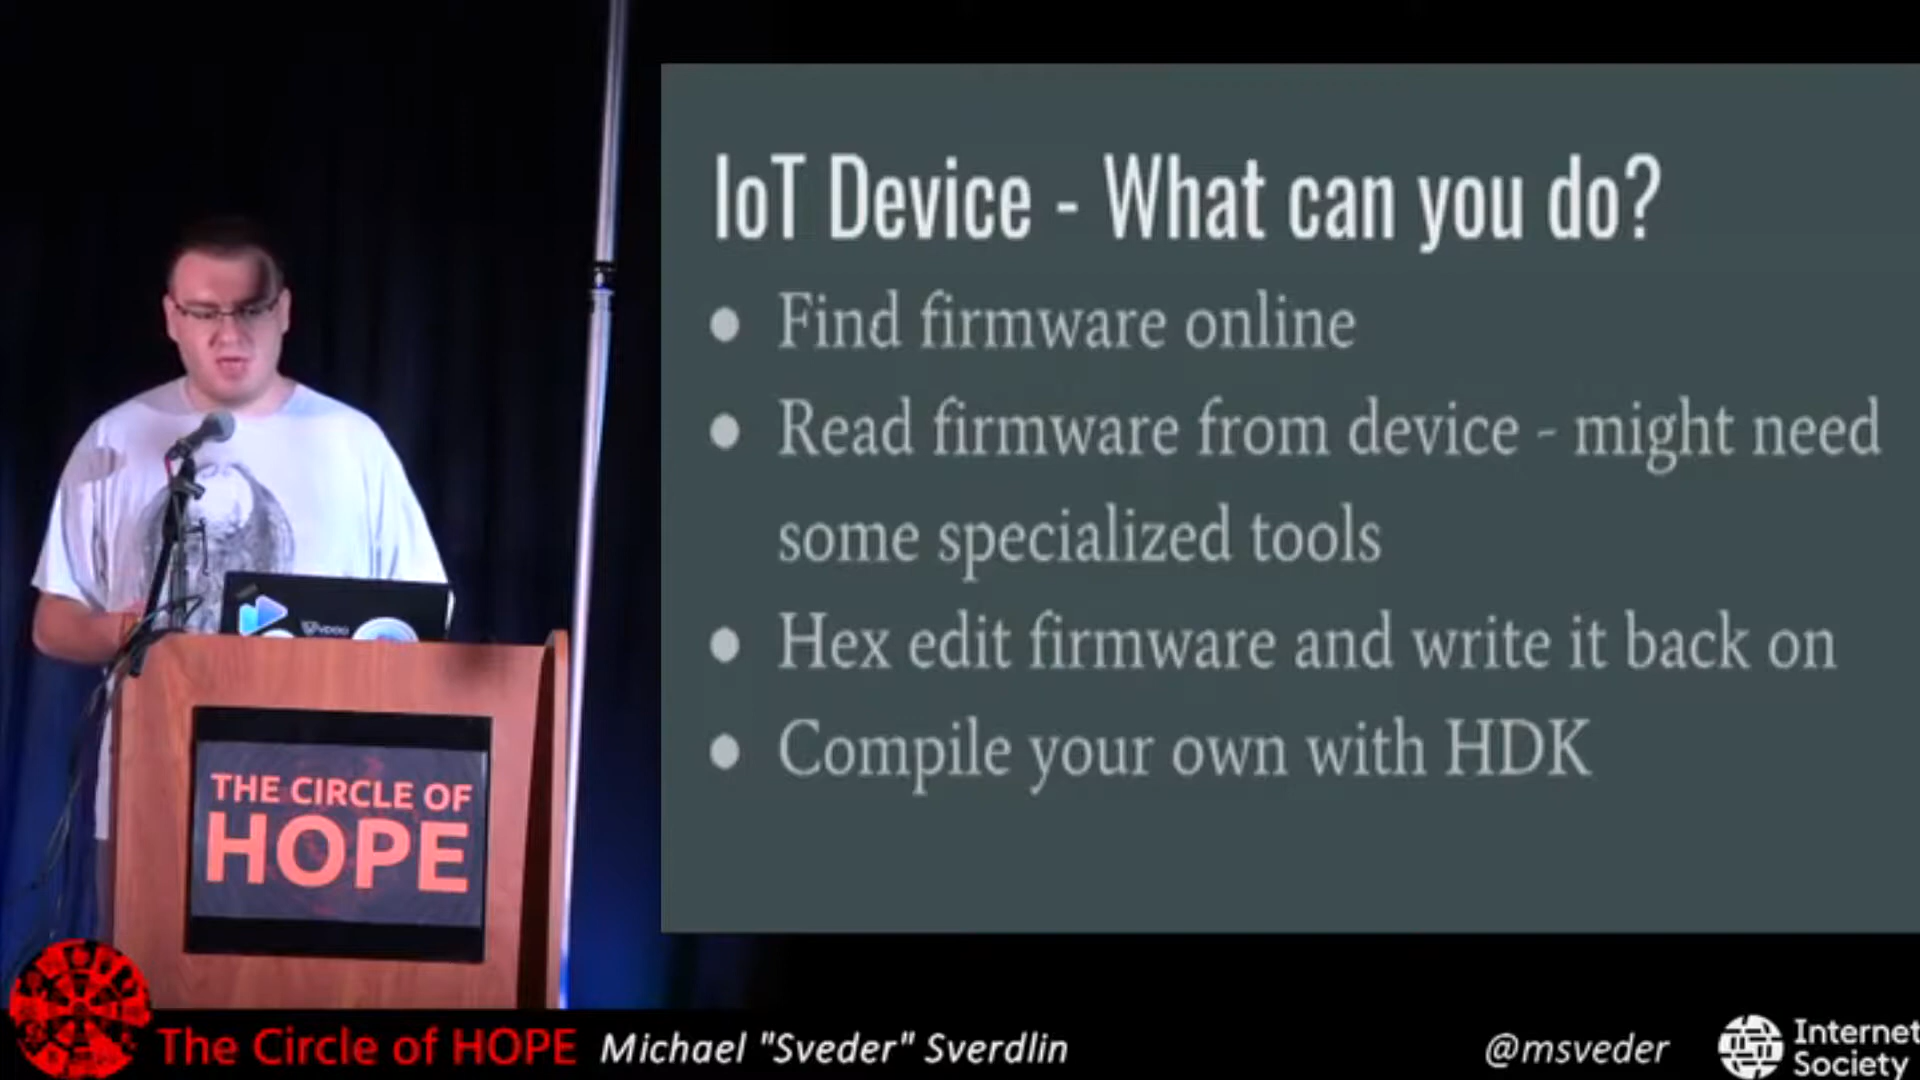 IoT Device - What can you do?
● Find firmware online
● Read firmware from device - might need
some specialized tools
● Hex edit firmware and write it back on
● Compile your own with HDK
THE CIRCLE OF
HOPE
The Circle of HOPE Michael "Sveder" Sverdlin @msveder Internet
Society